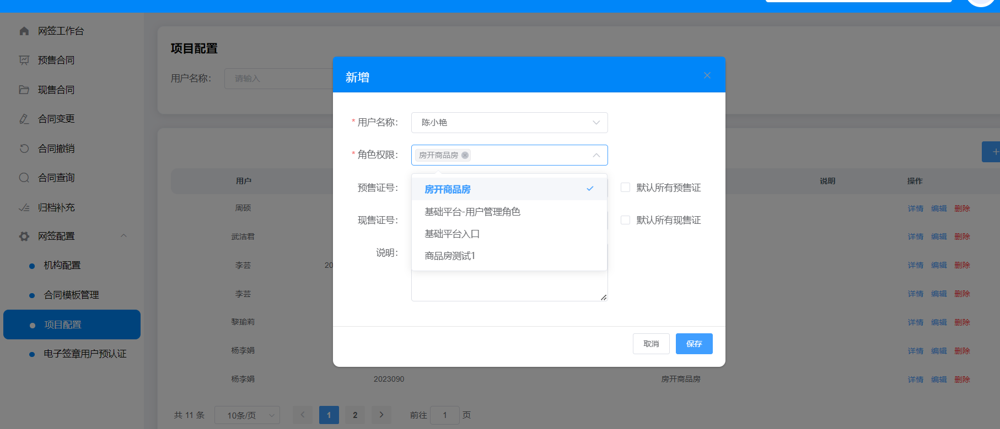 网签工作台
预售合同
现售合同
合同变更
合同撤销
合同查询
归档补充
网签配置
机构配置
合同模板管理
项目配置
电子签章用户预认证
项目配置
用户名称： 请输入
用户 说明 操作
周硕 详情 编辑 删除
武洁君 详情 编辑 删除
李芸 20 详情 编辑 删除
李芸 详情 编辑 删除
黎瑜莉 详情 编辑 删除
杨李娟 详情 编辑 删除
杨李娟 2023090 房开商品房 详情 编辑 删除
共 11 条 10条/页 1 2 前往 1 页
新增
* 用户名称： 陈小艳
* 角色权限： 房开商品房
预售证号： 默认所有预售证
现售证号： 默认所有现售证
说明：
房开商品房
基础平台-用户管理角色
基础平台入口
商品房测试1
取消 保存